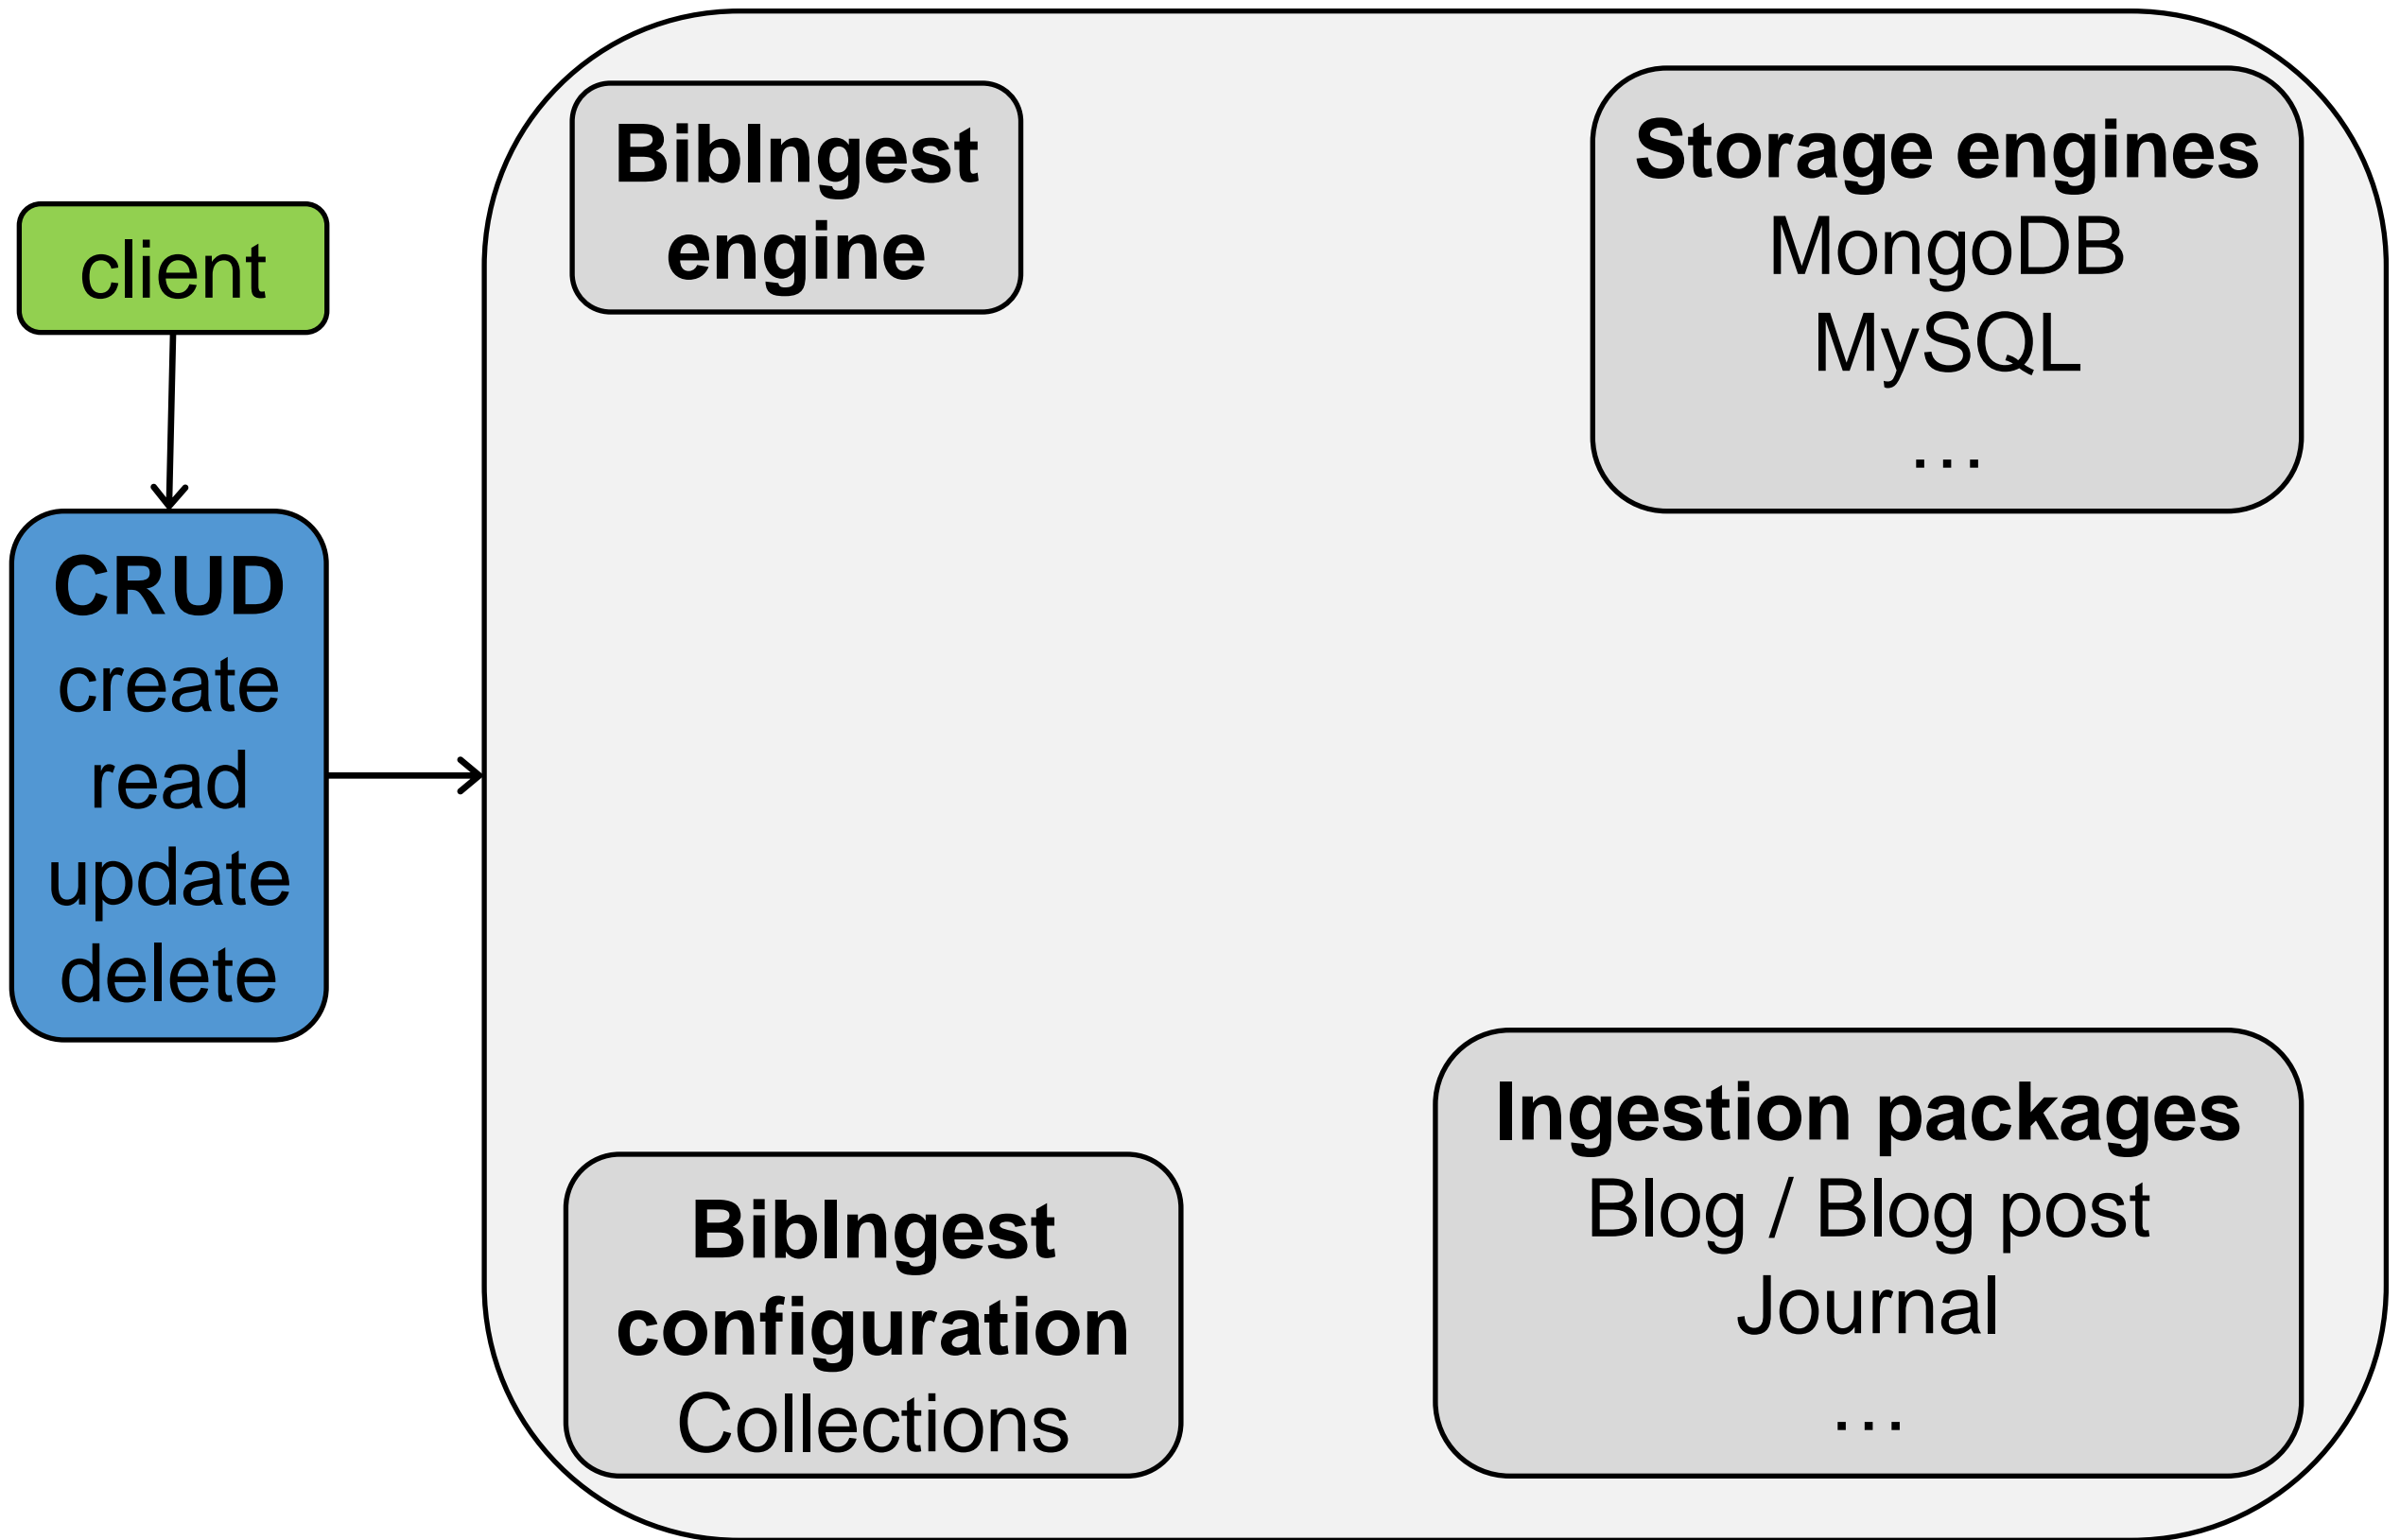 client
CRUD
create
read
update
delete
BibIngest
engine
Storage engines
MongoDB
MySQL
...
BibIngest
configuration
Collections
Ingestion packages
Blog / Blog post
Journal
...